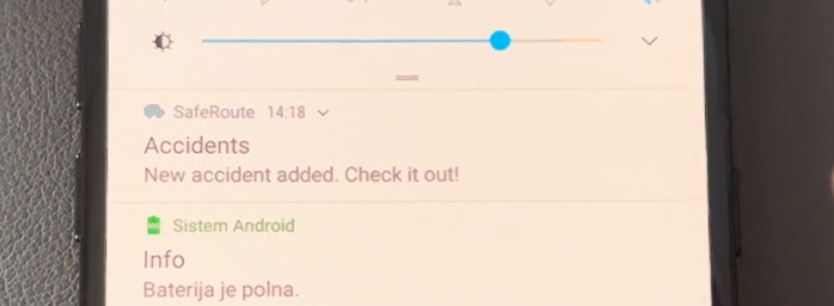 SafeRoute 14:18
Accidents
New accident added. Check it out!
Sistem Android
Info
Baterija je polna.